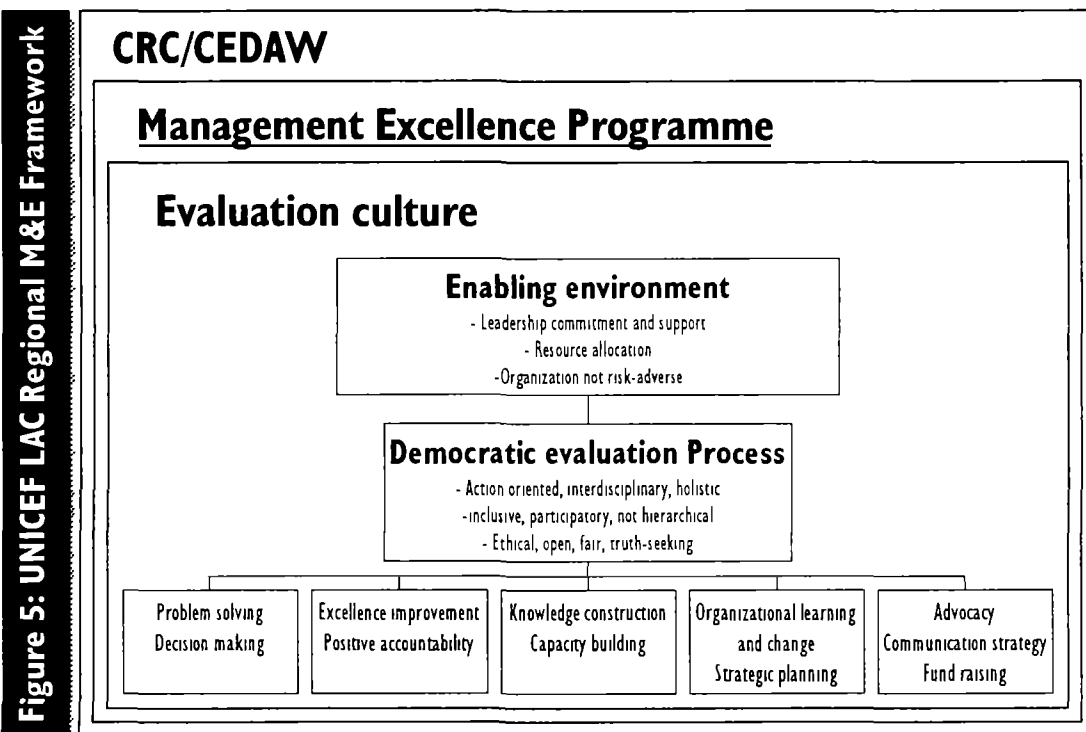 Figure 5: UNICEF LAC Regional M&E Framework
CRC/CEDAW
Management Excellence Programme
Evaluation culture
Enabling environment
- Leadership commitment and support
- Resource allocation
-Organization not risk-adverse
Democratic evaluation Process
- Action oriented, interdisciplinary, holistic
-inclusive, participatory, not hierarchical
- Ethical, open, fair, truth-seeking
Problem solving
Decision making
Excellence improvement
Positive accountability
Knowledge construction
Capacity building
Organizational learning
and change
Strategic planning
Advocacy
Communication strategy
Fund raising